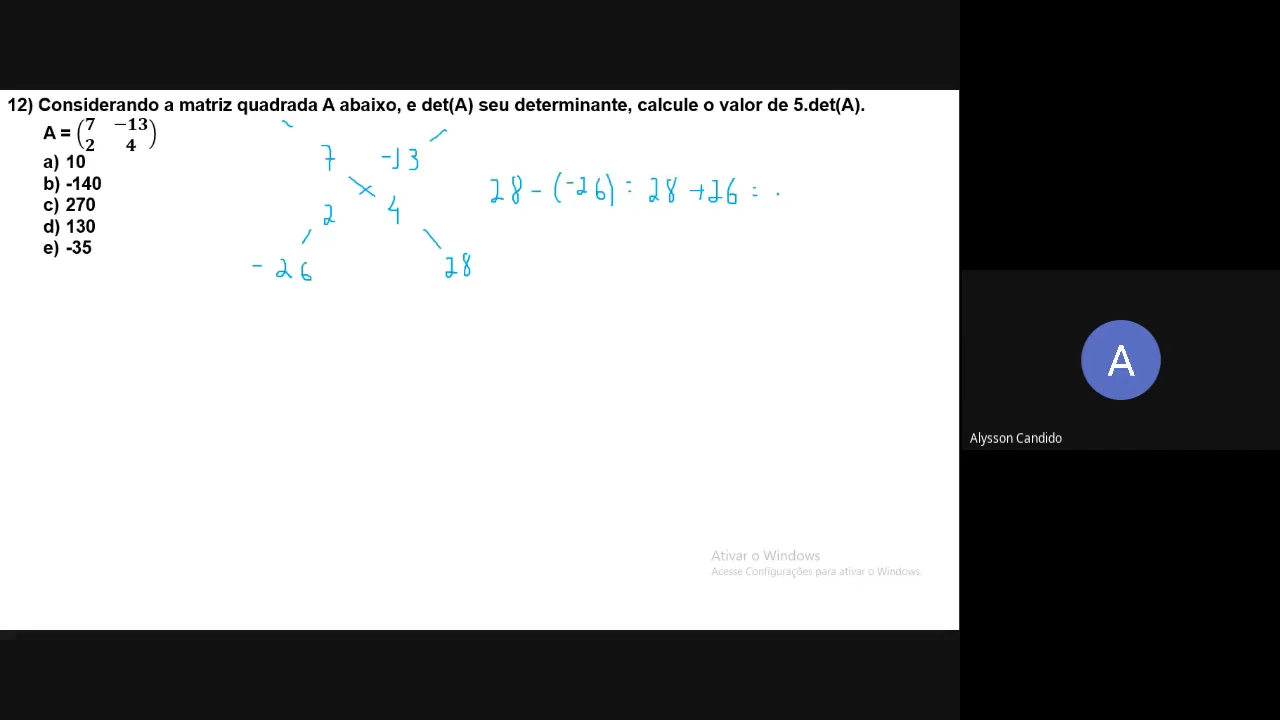 12) Considerando a matriz quadrada A abaixo, e det(A) seu determinante, calcule o valor de 5.det(A).
A = (7 -13
2 4)
a) 10
b) -140
c) 270
d) 130
e) -35
7 -13
2 4
-26 28
28 - (-26) = 28 + 26 =
A
Alysson Candido
Ativar o Windows
Acesse Configurações para ativar o Windows.